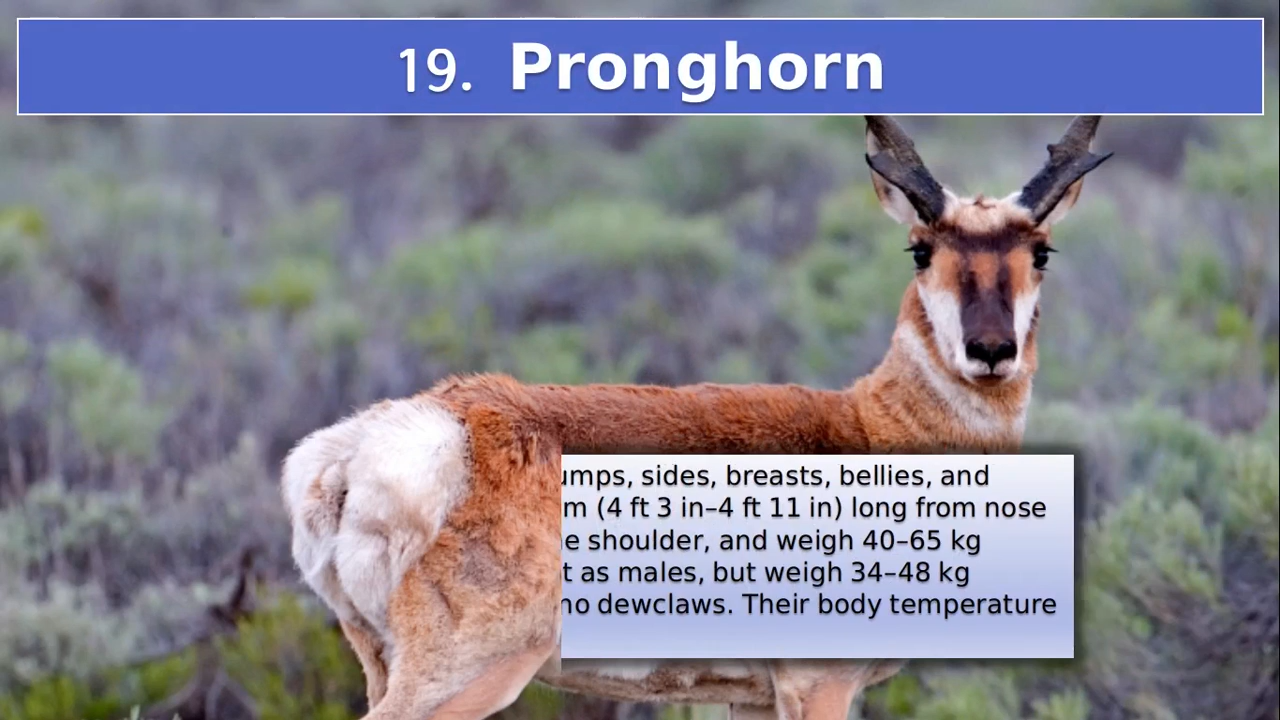 19. Pronghorn
sides, breasts, bellies, and
(4 ft 3 in–4 ft 11 in) long from nose
shoulder, and weigh 40–65 kg
as males, but weigh 34–48 kg
no dewclaws. Their body temperature